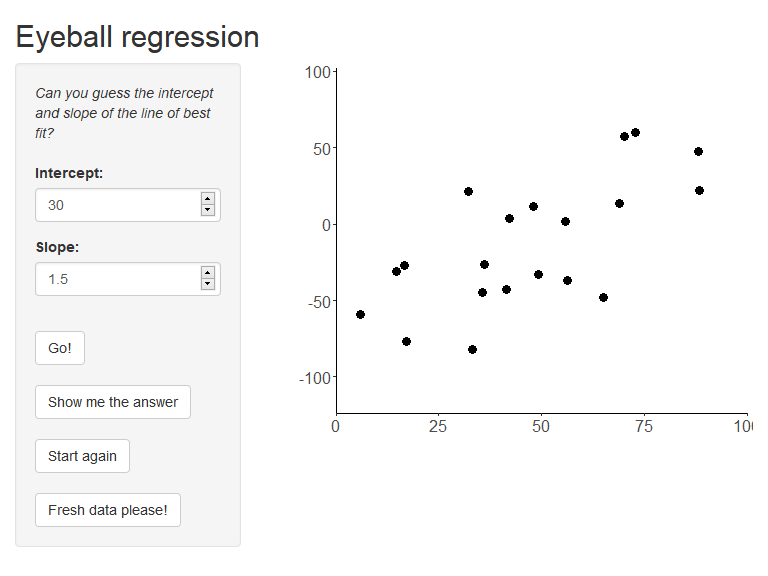 Eyeball regression
Can you guess the intercept
and slope of the line of best
fit?
Intercept:
30
Slope:
1.5
Go!
Show me the answer
Start again
Fresh data please!
100
50
0
-50
-100
0 25 50 75 100